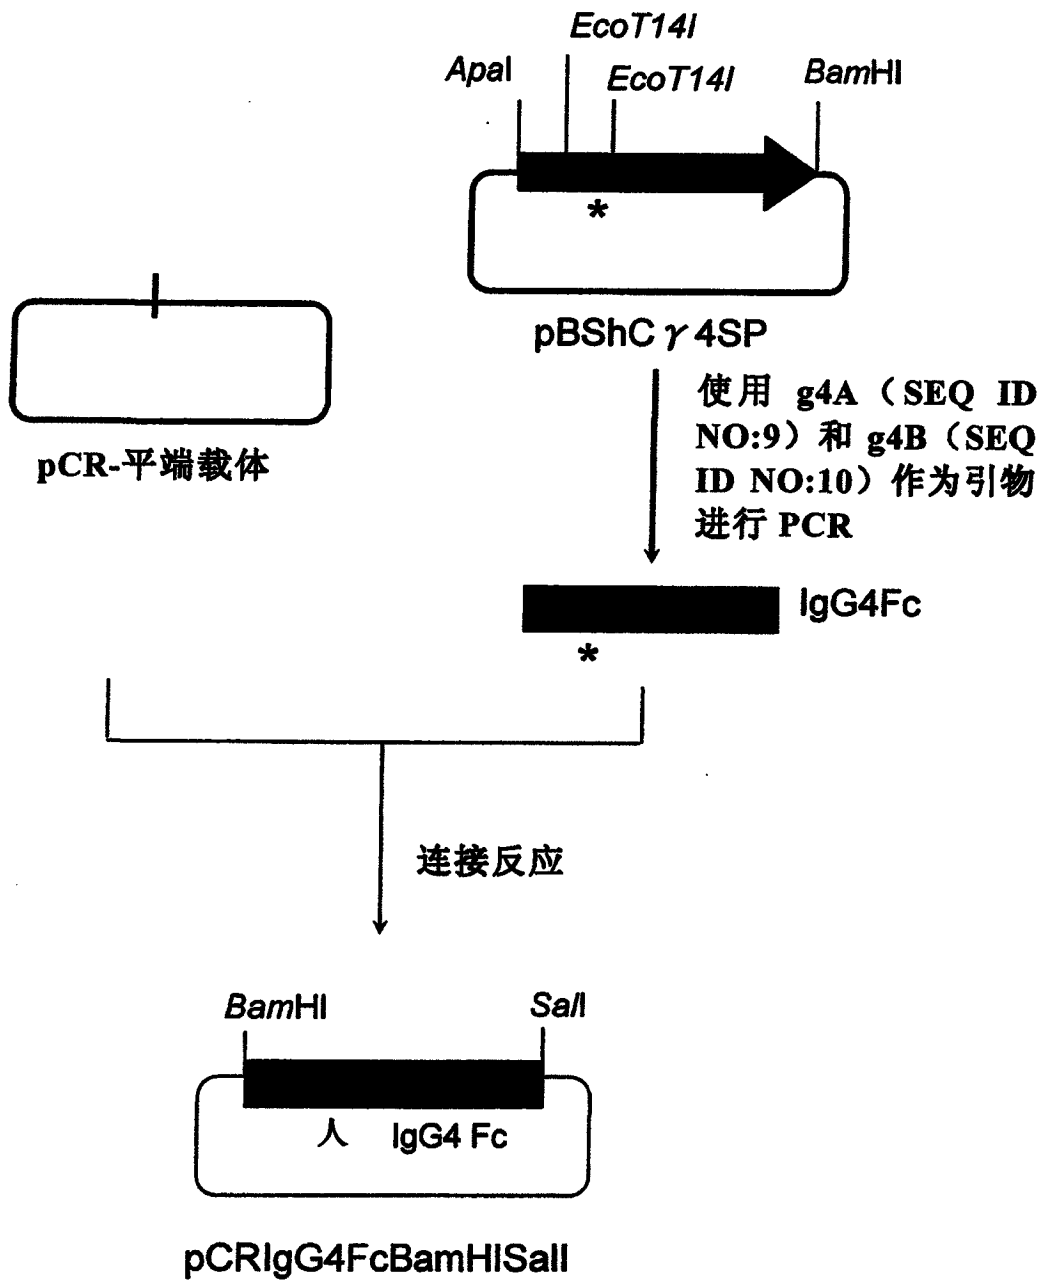 EcoT14I
ApaI
EcoT14I
BamHI
*
pBShCγ4SP
pCR-平端载体
使用 g4A（SEQ ID
NO:9）和 g4B（SEQ
ID NO:10）作为引物
进行 PCR
IgG4Fc
*
连接反应
BamHI
SalI
人 IgG4 Fc
pCRIgG4FcBamHISalI